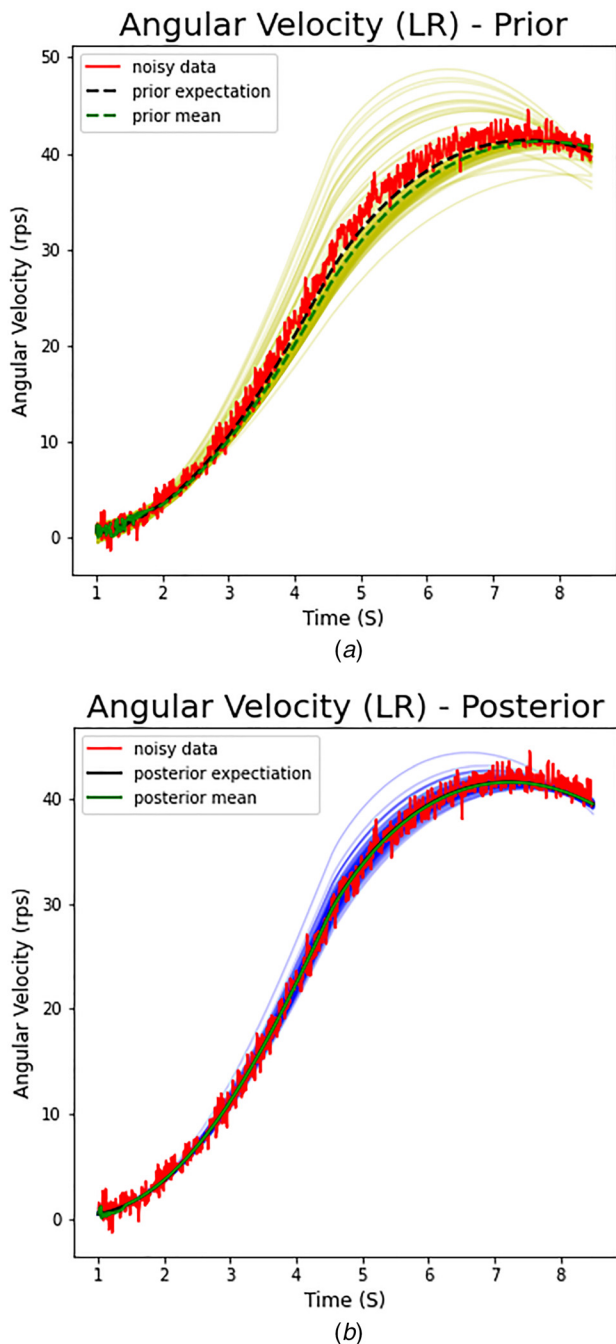 Angular Velocity (LR) - Prior
50
noisy data
prior expectation
prior mean
40
30
20
10
0
Angular Velocity (rps)
1 2 3 4 5 6 7 8
Time (S)
(a)
Angular Velocity (LR) - Posterior
noisy data
posterior expectiation
posterior mean
40
30
20
10
0
Angular Velocity (rps)
1 2 3 4 5 6 7 8
Time (S)
(b)